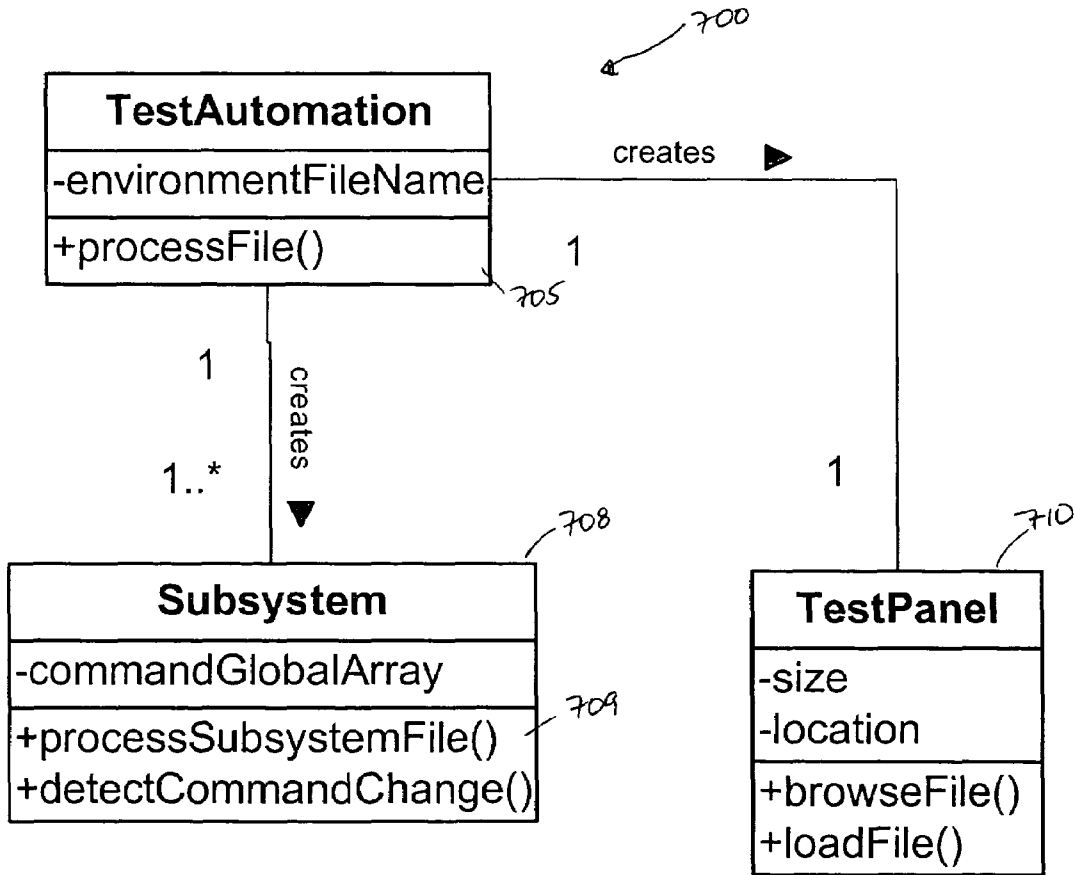 700
TestAutomation
-environmentFileName
+processFile()
705
creates
1
1
creates
1..*
1
708
Subsystem
-commandGlobalArray
+processSubsystemFile()
709
+detectCommandChange()
710
TestPanel
-size
-location
+browseFile()
+loadFile()